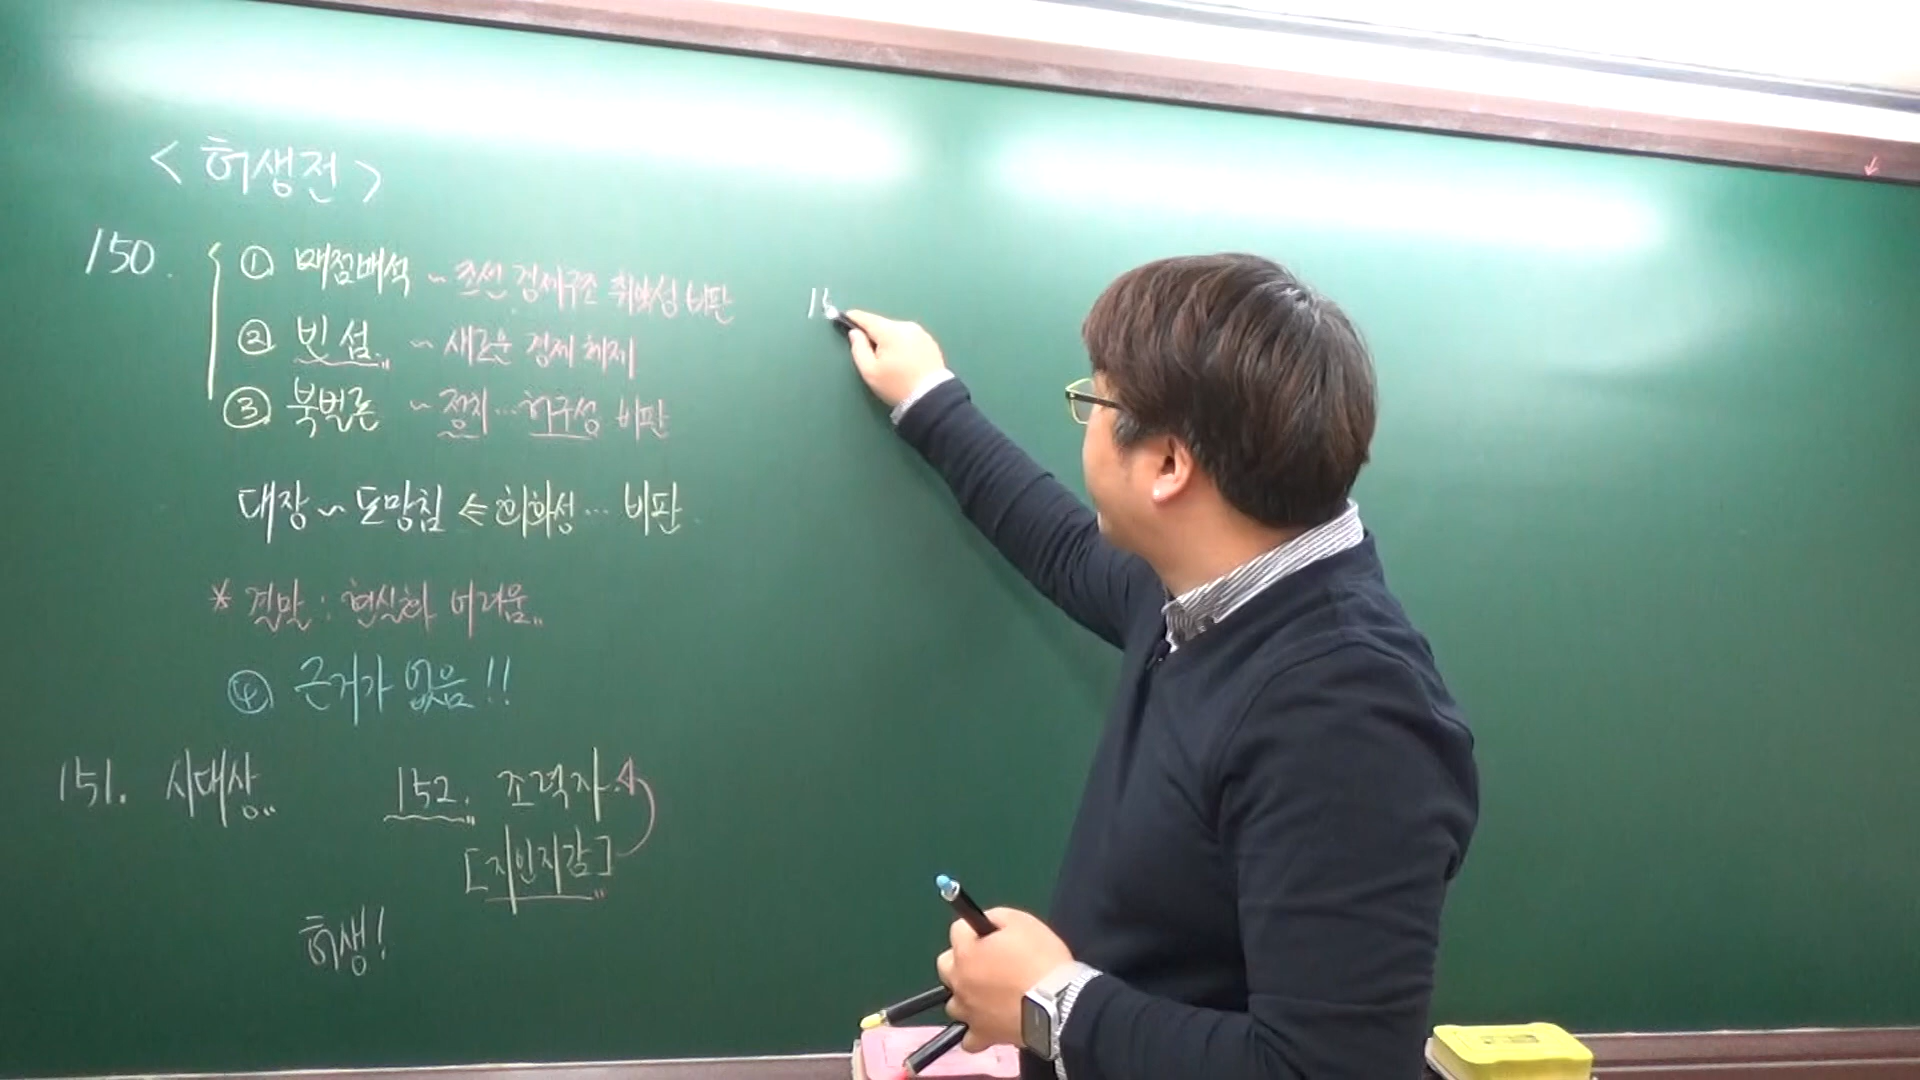 < 허생전 >
150. ① 매점매석 ~ 조선 경제구조 취약성 비판
② 빈 섬 ~ 새로운 경제 체제
③ 북벌론 ~ 정치 … 허구성 비판
대장 ~ 도망침 ⇐ 희화성 … 비판
* 결말 : 현실화 어려움
④ 근거가 없음 !!
151. 시대상
152. 조력자
[지인지감]
허생!